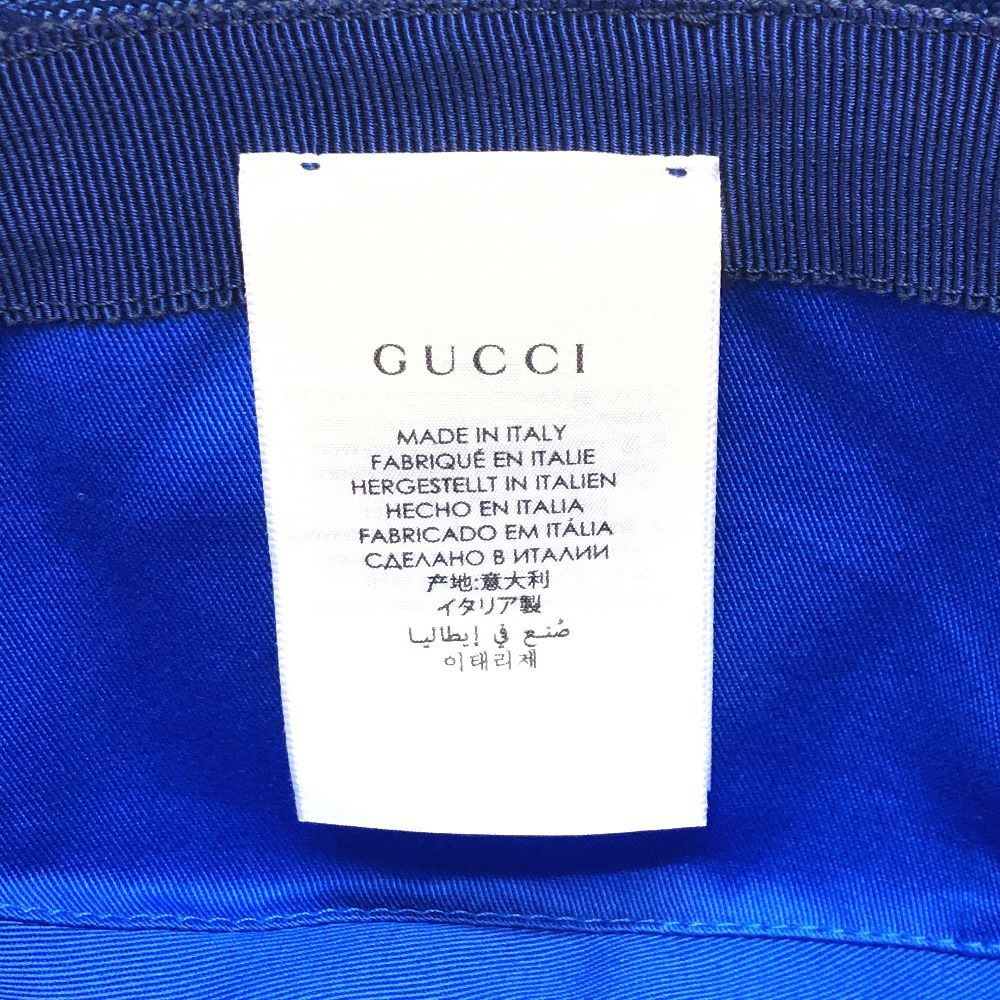 GUCCI
MADE IN ITALY
FABRIQUÉ EN ITALIE
HERGESTELLT IN ITALIEN
HECHO EN ITALIA
FABRICADO EM ITÁLIA
СДЕЛАНО В ИТАЛИИ
产地:意大利
イタリア製
صُنع في إيطاليا
이태리제